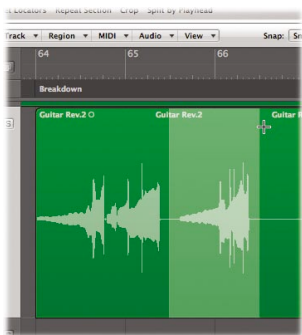 Locators Repeat Section Crop Split by Playhead
Track Region MIDI Audio View Snap:
64 65 66
Breakdown
Guitar Rev.2 Guitar Rev.2 Guitar
S